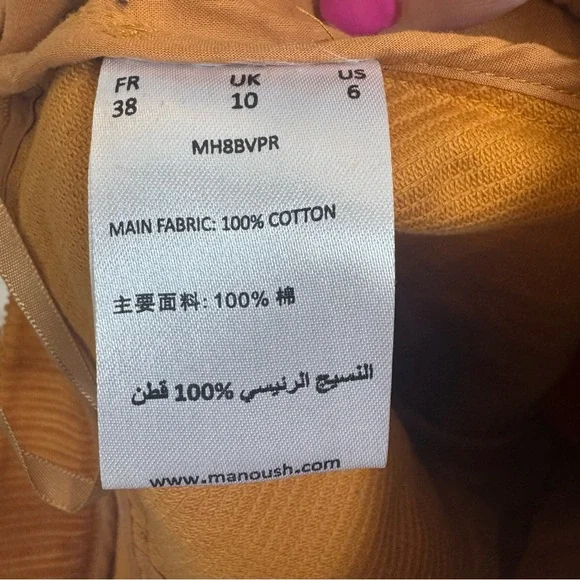 FR UK US
38 10 6
MH8BVPR
MAIN FABRIC: 100% COTTON
主要面料: 100% 棉
النسيج الرئيسي 100% قطن
www.manoush.com